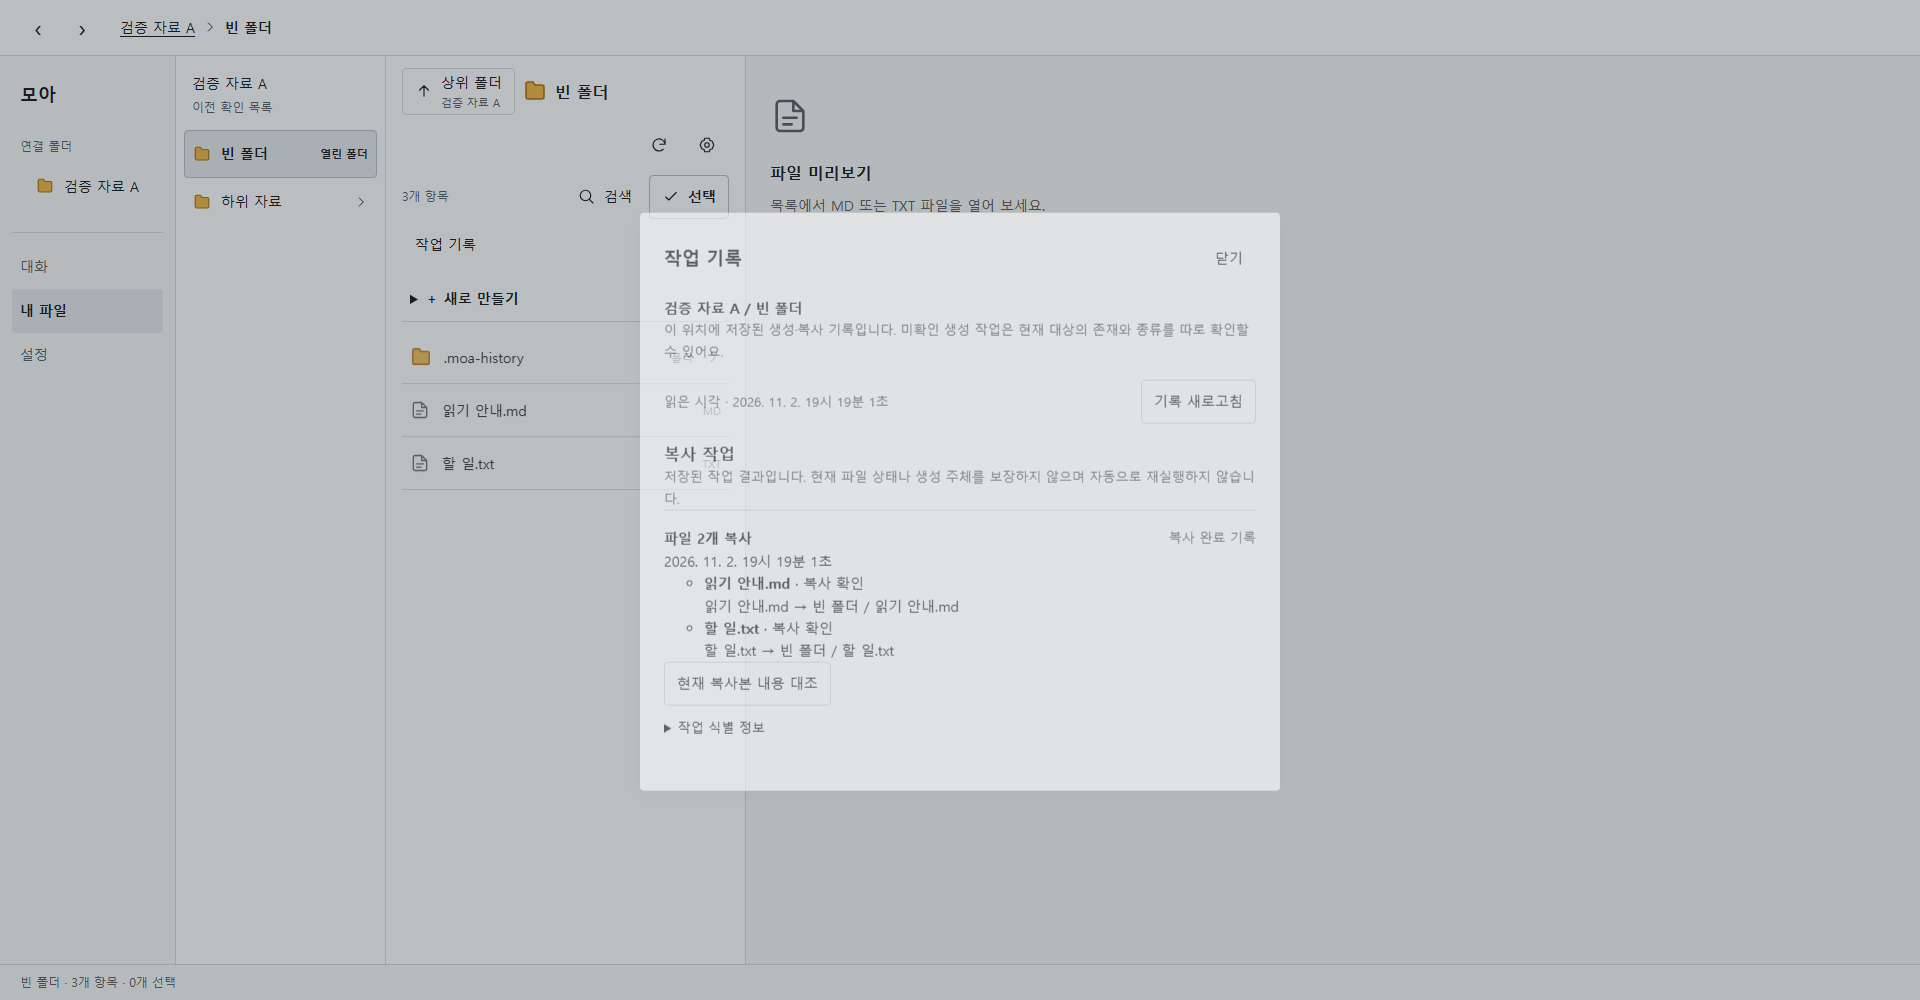 검증 자료 A > 빈 폴더
모아
연결 폴더
검증 자료 A
대화
내 파일
설정
검증 자료 A
이전 확인 목록
빈 폴더 열린 폴더
하위 자료
상위 폴더
검증 자료 A
빈 폴더
3개 항목 검색 선택
작업 기록
+ 새로 만들기
.moa-history 폴더
읽기 안내.md MD
할 일.txt TXT
파일 미리보기
목록에서 MD 또는 TXT 파일을 열어 보세요.
작업 기록 닫기
검증 자료 A / 빈 폴더
이 위치에 저장된 생성·복사 기록입니다. 미확인 생성 작업은 현재 대상의 존재와 종류를 따로 확인할
수 있어요.
읽은 시각 · 2026. 11. 2. 19시 19분 1초 기록 새로고침
복사 작업
저장된 작업 결과입니다. 현재 파일 상태나 생성 주체를 보장하지 않으며 자동으로 재실행하지 않습니
다.
파일 2개 복사 복사 완료 기록
2026. 11. 2. 19시 19분 1초
읽기 안내.md · 복사 확인
읽기 안내.md → 빈 폴더 / 읽기 안내.md
할 일.txt · 복사 확인
할 일.txt → 빈 폴더 / 할 일.txt
현재 복사본 내용 대조
작업 식별 정보
빈 폴더 · 3개 항목 · 0개 선택